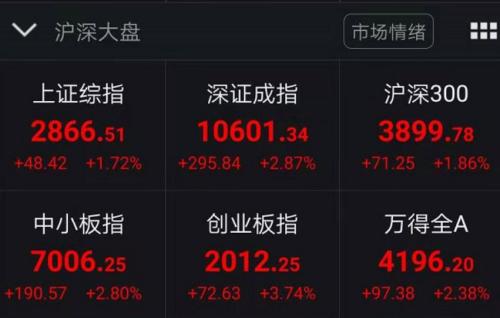 沪深大盘 市场情绪
上证综指 深证成指 沪深300
2866.51 10601.34 3899.78
+48.42 +1.72% +295.84 +2.87% +71.25 +1.86%
中小板指 创业板指 万得全A
7006.25 2012.25 4196.20
+190.57 +2.80% +72.63 +3.74% +97.38 +2.38%